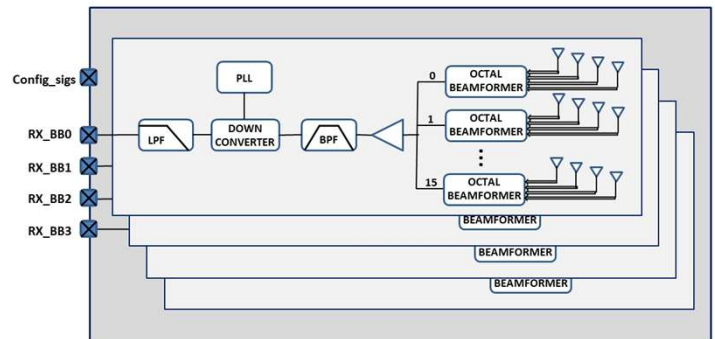 Config_sigs
RX_BB0
RX_BB1
RX_BB2
RX_BB3
PLL
LPF
DOWN
CONVERTER
BPF
0
OCTAL
BEAMFORMER
1
OCTAL
BEAMFORMER
15
OCTAL
BEAMFORMER
BEAMFORMER
BEAMFORMER
BEAMFORMER